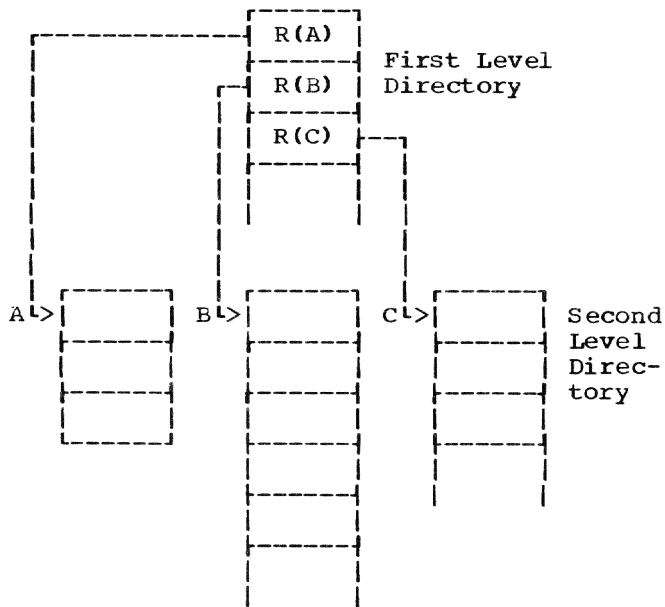 R(A)
First Level
Directory
R(B)
R(C)
A
B
C
Second
Level
Direc-
tory